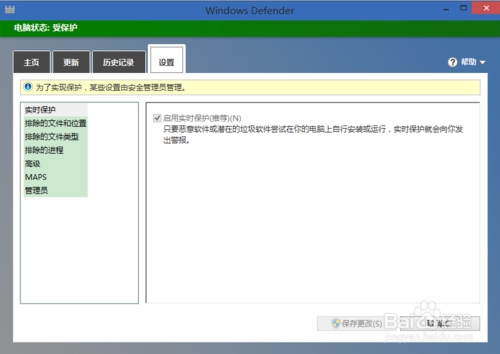 Windows Defender
电脑状态: 受保护
主页 更新 历史记录 设置 帮助
为了实现保护，某些设置由安全管理员管理。
实时保护
排除的文件和位置
排除的文件类型
排除的进程
高级
MAPS
管理员
启用实时保护(推荐)(N)
只要恶意软件或潜在的垃圾软件尝试在你的电脑上自行安装或运行，实时保护就会向你发
出警报。
保存更改(S) 取消
Baidu 经验